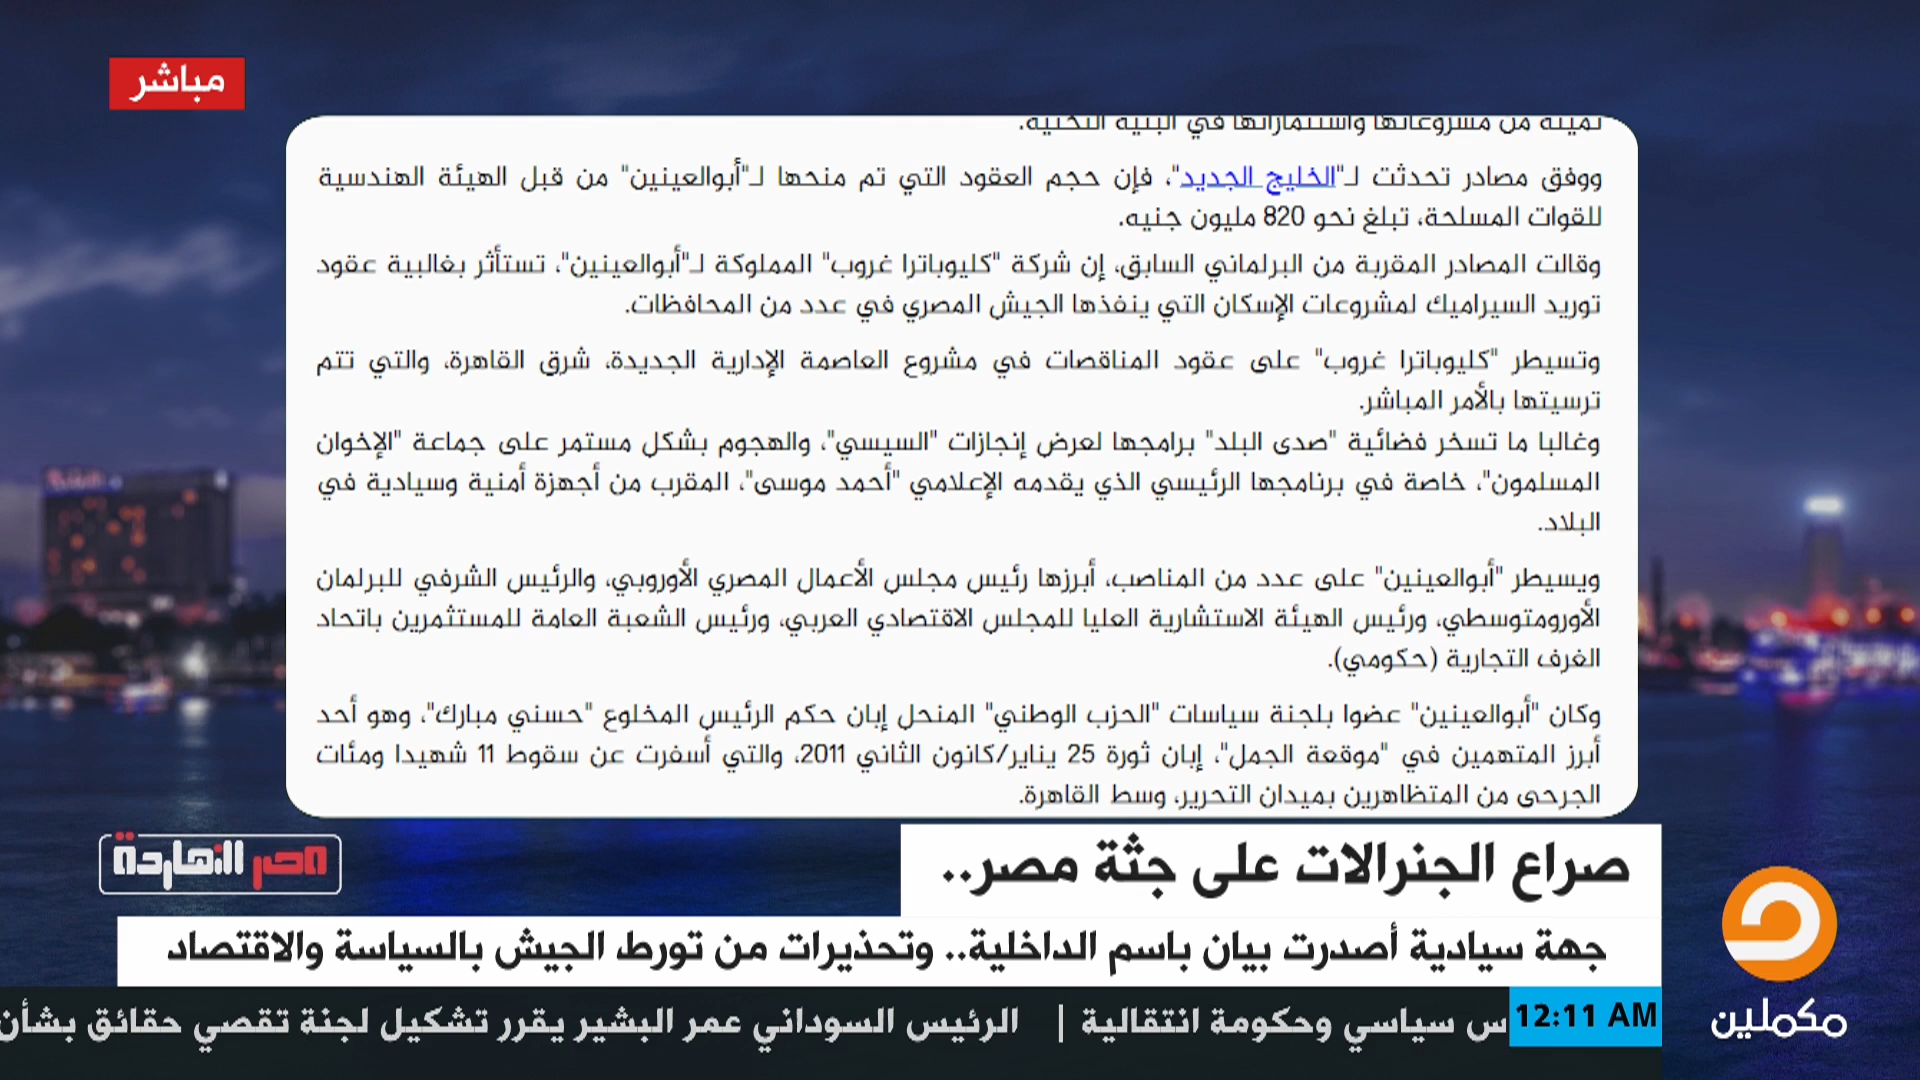 مباشر
ثمينة من مشروعاتها واستثماراتها في البنية التحتية.
ووفق مصادر تحدثت لـ"الخليج الجديد"، فإن حجم العقود التي تم منحها لـ"أبوالعينين" من قبل الهيئة الهندسية
للقوات المسلحة، تبلغ نحو 820 مليون جنيه.
وقالت المصادر المقربة من البرلماني السابق، إن شركة "كليوباترا غروب" المملوكة لـ"أبوالعينين"، تستأثر بغالبية عقود
توريد السيراميك لمشروعات الإسكان التي ينفذها الجيش المصري في عدد من المحافظات.
وتسيطر "كليوباترا غروب" على عقود المناقصات في مشروع العاصمة الإدارية الجديدة، شرق القاهرة، والتي تتم
ترسيتها بالأمر المباشر.
وغالبا ما تسخر فضائية "صدى البلد" برامجها لعرض إنجازات "السيسي"، والهجوم بشكل مستمر على جماعة "الإخوان
المسلمون"، خاصة في برنامجها الرئيسي الذي يقدمه الإعلامي "أحمد موسى"، المقرب من أجهزة أمنية وسيادية في
البلاد.
ويسيطر "أبوالعينين" على عدد من المناصب، أبرزها رئيس مجلس الأعمال المصري الأوروبي، والرئيس الشرفي للبرلمان
الأورومتوسطي، ورئيس الهيئة الاستشارية العليا للمجلس الاقتصادي العربي، ورئيس الشعبة العامة للمستثمرين باتحاد
الغرف التجارية (حكومي).
وكان "أبوالعينين" عضوا بلجنة سياسات "الحزب الوطني" المنحل إبان حكم الرئيس المخلوع "حسني مبارك"، وهو أحد
أبرز المتهمين في "موقعة الجمل"، إبان ثورة 25 يناير/كانون الثاني 2011، والتي أسفرت عن سقوط 11 شهيدا ومئات
الجرحى من المتظاهرين بميدان التحرير، وسط القاهرة.
صراع الجنرالات على جثة مصر..
مصر النهاردة
جهة سيادية أصدرت بيان باسم الداخلية.. وتحذيرات من تورط الجيش بالسياسة والاقتصاد
12:11 AM
س سياسي وحكومة انتقالية | الرئيس السوداني عمر البشير يقرر تشكيل لجنة تقصي حقائق بشأن
مكملين